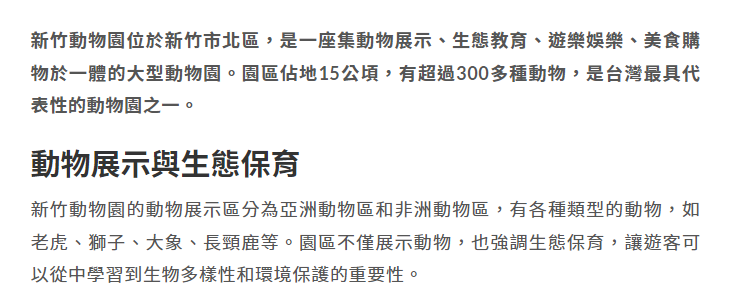 新竹動物園位於新竹市北區，是一座集動物展示、生態教育、遊樂娛樂、美食購
物於一體的大型動物園。園區佔地15公頃，有超過300多種動物，是台灣最具代
表性的動物園之一。
動物展示與生態保育
新竹動物園的動物展示區分為亞洲動物區和非洲動物區，有各種類型的動物，如
老虎、獅子、大象、長頸鹿等。園區不僅展示動物，也強調生態保育，讓遊客可
以從中學習到生物多樣性和環境保護的重要性。